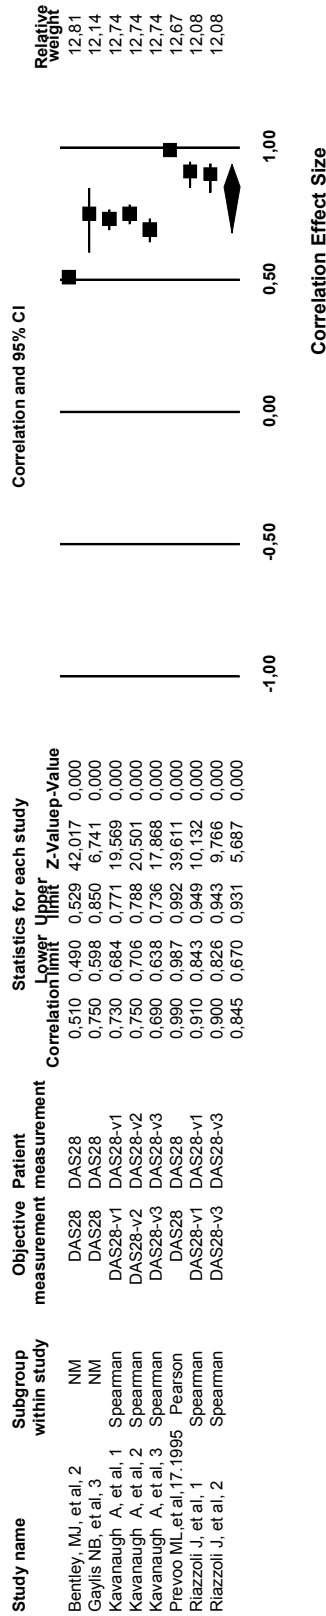 Study name Subgroup within study Objective measurement Patient measurement Statistics for each study Correlation and 95% CI
Correlation Lower limit Upper limit Z-Value p-Value Relative weight
Bentley, MJ, et al, 2 NM DAS28 DAS28 0,510 0,490 0,529 42,017 0,000 12,81
Gaylis NB, et al, 3 NM DAS28 DAS28 0,750 0,598 0,850 6,741 0,000 12,14
Kavanaugh A, et al, 1 Spearman DAS28-v1 DAS28-v1 0,730 0,684 0,771 19,569 0,000 12,74
Kavanaugh A, et al, 2 Spearman DAS28-v2 DAS28-v2 0,750 0,706 0,788 20,501 0,000 12,74
Kavanaugh A, et al, 3 Spearman DAS28-v3 DAS28-v3 0,690 0,638 0,736 17,868 0,000 12,74
Prevoo ML,et al,17.1995 Pearson DAS28 DAS28 0,990 0,987 0,992 39,611 0,000 12,67
Riazzoli J, et al, 1 Spearman DAS28-v1 DAS28-v1 0,910 0,843 0,949 10,132 0,000 12,08
Riazzoli J, et al, 2 Spearman DAS28-v3 DAS28-v3 0,900 0,826 0,943 9,766 0,000 12,08
0,845 0,670 0,931 5,687 0,000
-1,00 -0,50 0,00 0,50 1,00
Correlation Effect Size